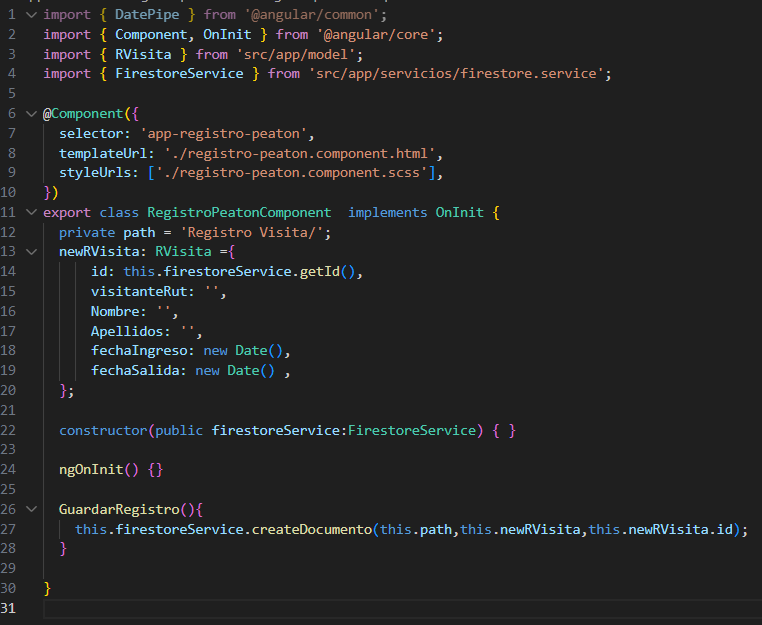 1 import { DatePipe } from '@angular/common';
2 import { Component, OnInit } from '@angular/core';
3 import { RVisita } from 'src/app/model';
4 import { FirestoreService } from 'src/app/servicios/firestore.service';
5
6 @Component({
7   selector: 'app-registro-peaton',
8   templateUrl: './registro-peaton.component.html',
9   styleUrls: ['./registro-peaton.component.scss'],
10 })
11 export class RegistroPeatonComponent  implements OnInit {
12   private path = 'Registro Visita/';
13   newRVisita: RVisita ={
14       id: this.firestoreService.getId(),
15       visitanteRut: '',
16       Nombre: '',
17       Apellidos: '',
18       fechaIngreso: new Date(),
19       fechaSalida: new Date() ,
20   };
21
22   constructor(public firestoreService:FirestoreService) { }
23
24   ngOnInit() {}
25
26   GuardarRegistro(){
27     this.firestoreService.createDocumento(this.path,this.newRVisita,this.newRVisita.id);
28   }
29
30 }
31